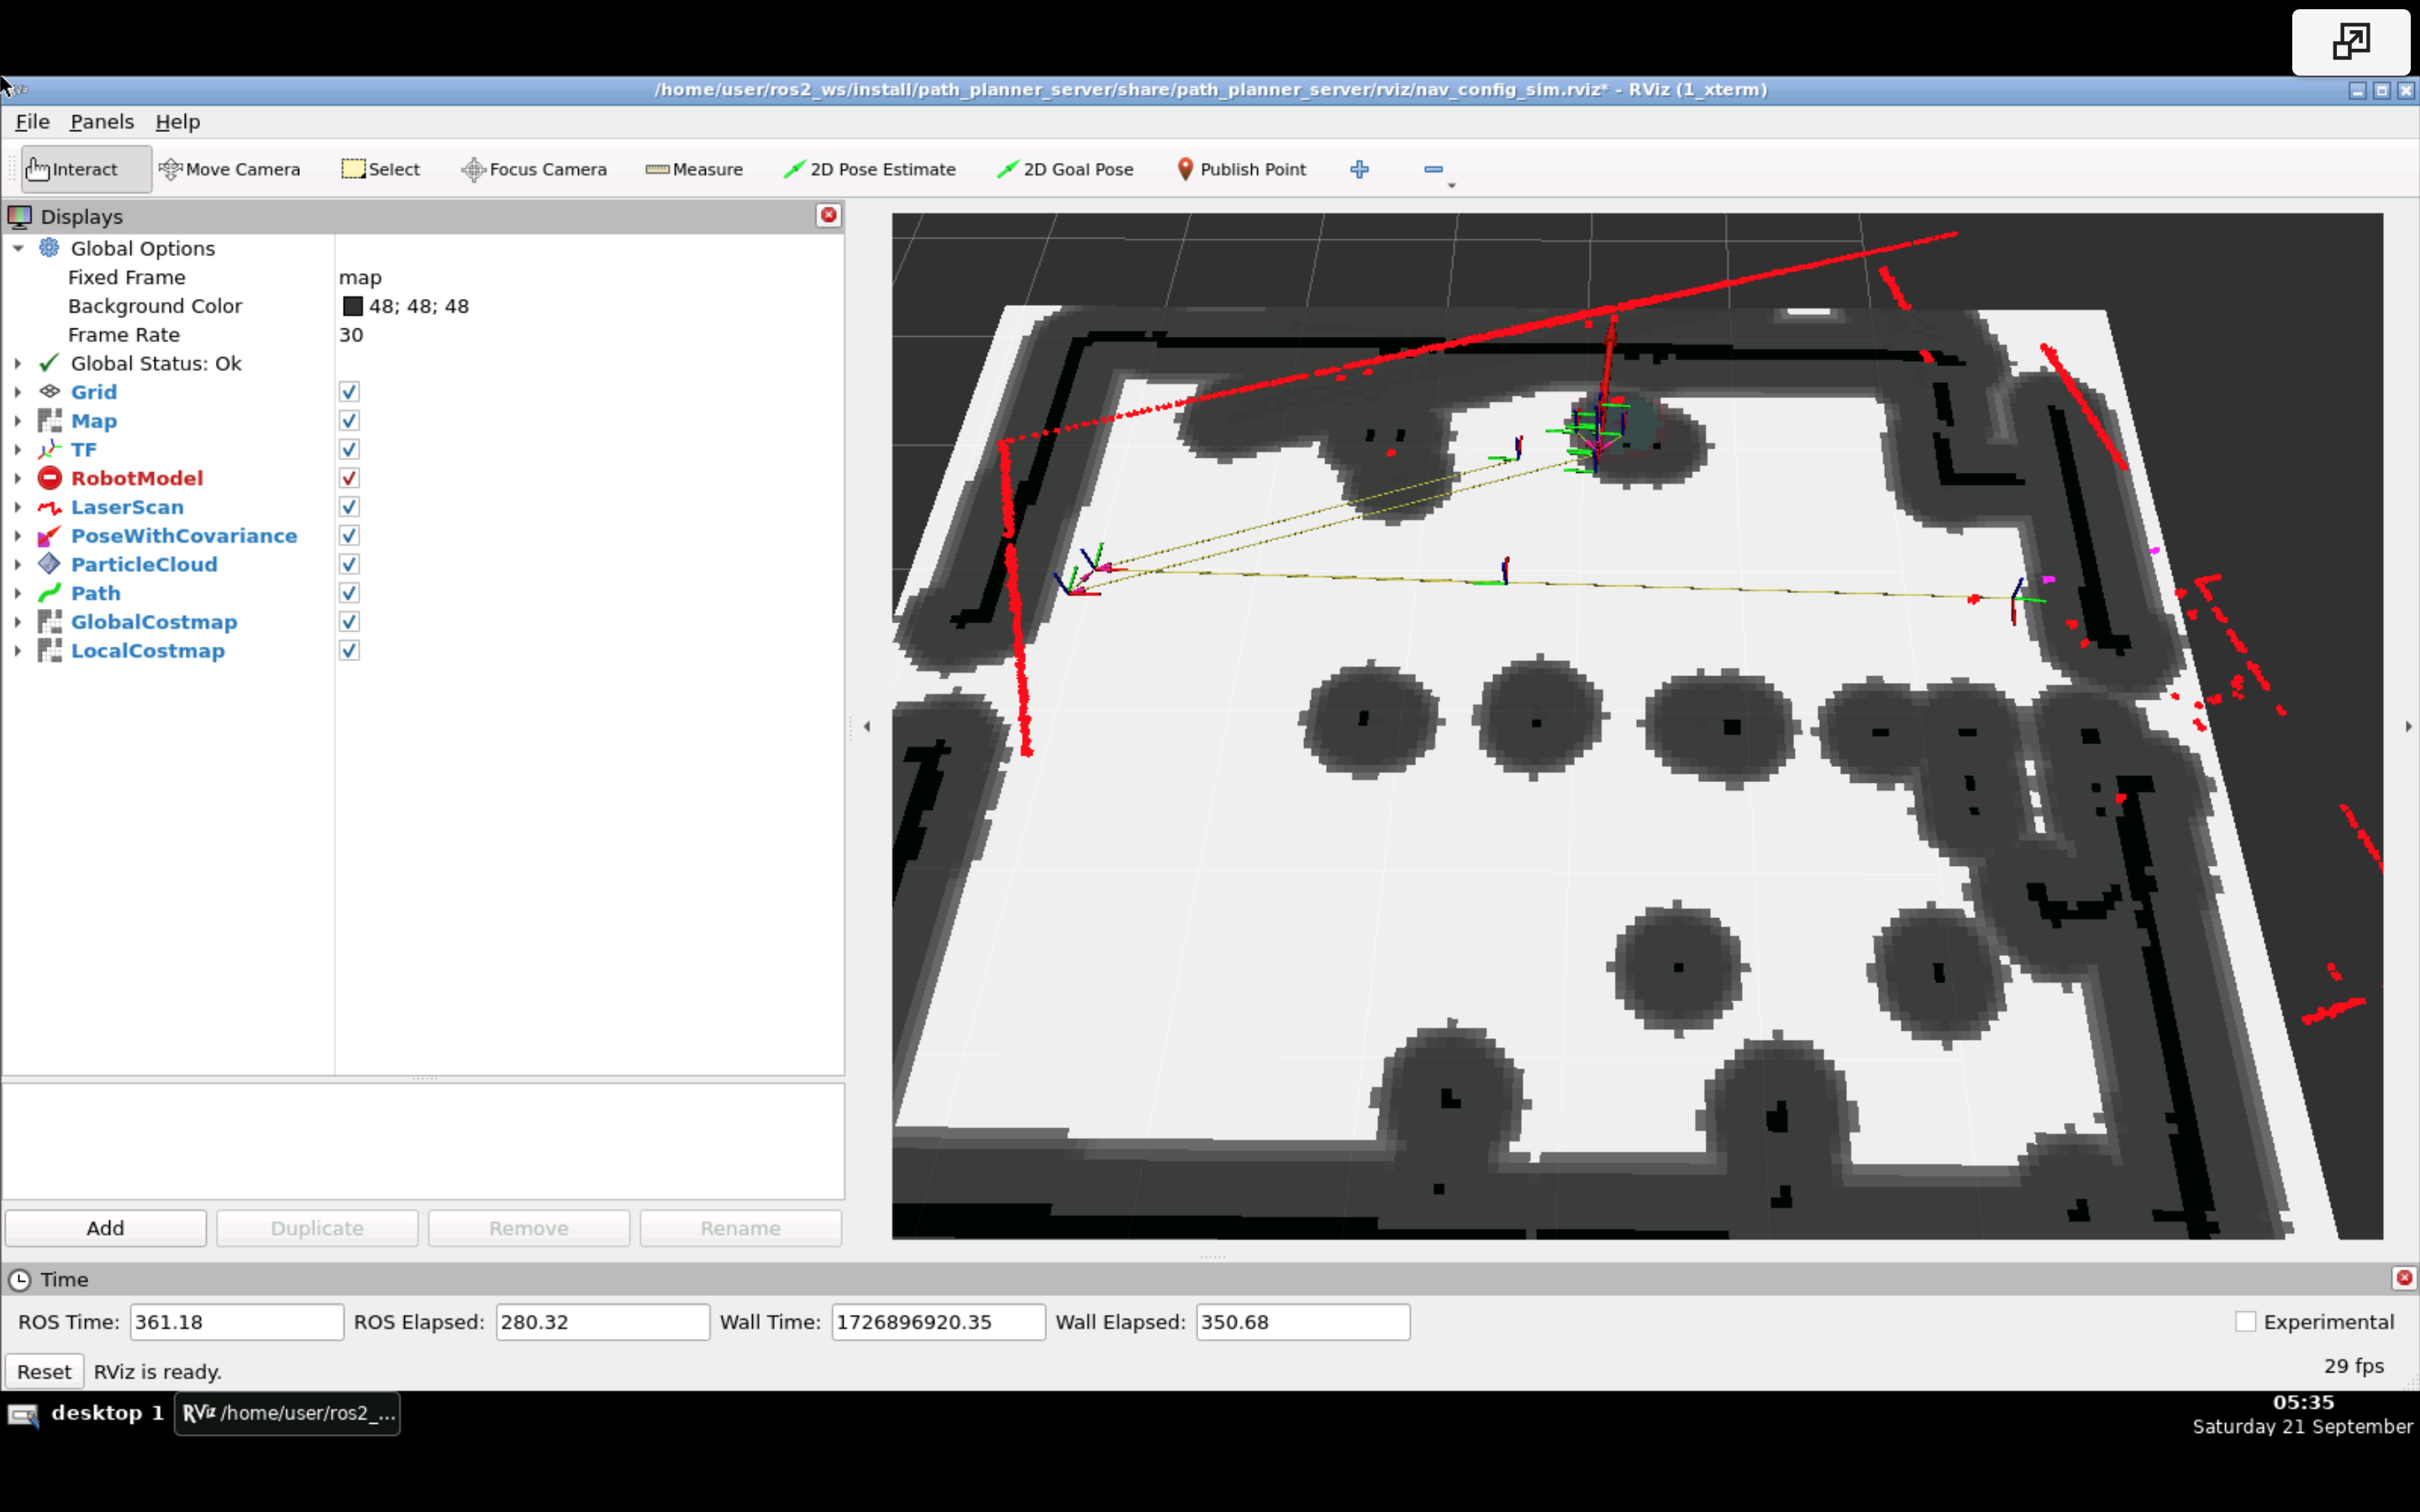 /home/user/ros2_ws/install/path_planner_server/share/path_planner_server/rviz/nav_config_sim.rviz* - RViz (1_xterm)
File Panels Help
Interact Move Camera Select Focus Camera Measure 2D Pose Estimate 2D Goal Pose Publish Point
Displays
Global Options
Fixed Frame map
Background Color 48; 48; 48
Frame Rate 30
Global Status: Ok
Grid
Map
TF
RobotModel
LaserScan
PoseWithCovariance
ParticleCloud
Path
GlobalCostmap
LocalCostmap
Add Duplicate Remove Rename
Time
ROS Time: 361.18 ROS Elapsed: 280.32 Wall Time: 1726896920.35 Wall Elapsed: 350.68 Experimental
Reset RViz is ready. 29 fps
desktop 1 RViz /home/user/ros2_... 05:35
Saturday 21 September